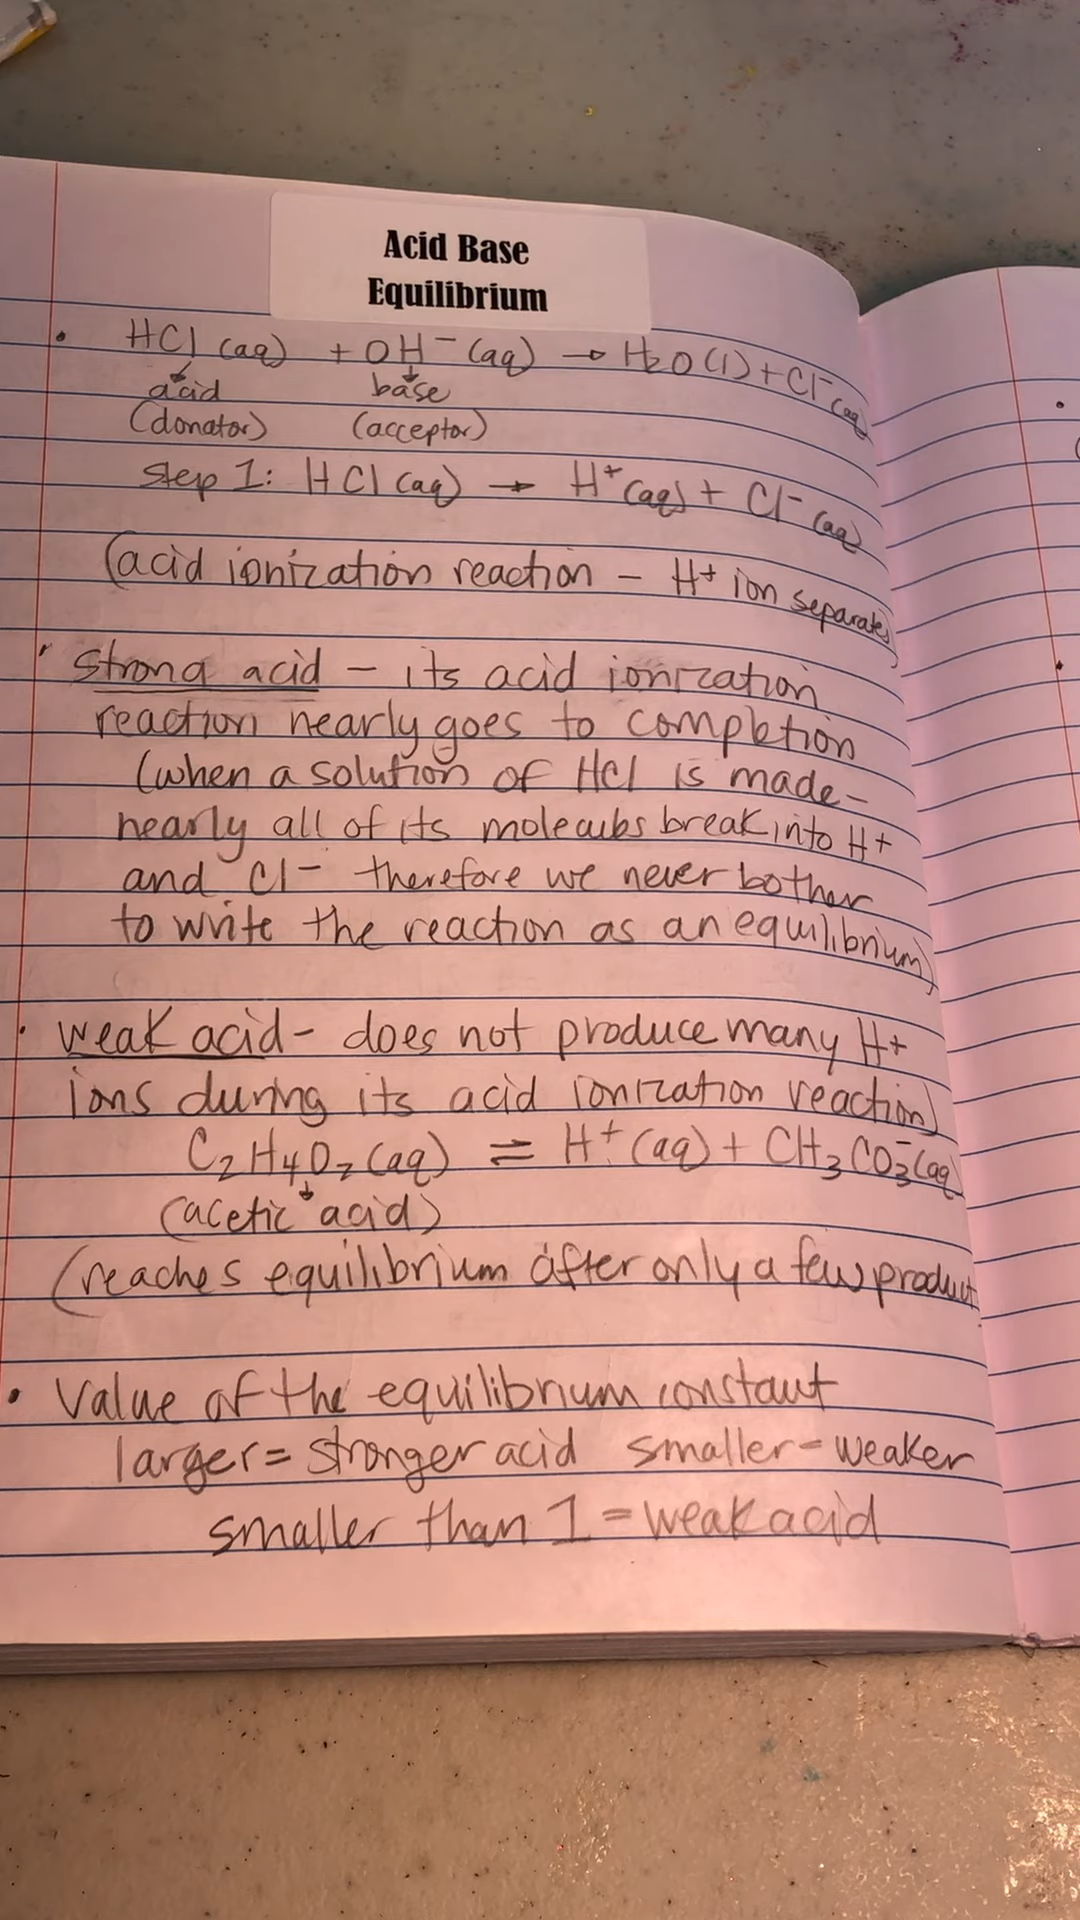 Acid Base
Equilibrium
• HCl (aq) + OH⁻ (aq) → H₂O (l) + Cl⁻ (aq)
acid base
(donator) (acceptor)
Step 1: HCl (aq) → H⁺ (aq) + Cl⁻ (aq)
(acid ionization reaction - H⁺ ion separates
• strong acid - its acid ionization
reaction nearly goes to completion
(when a solution of HCl is made -
nearly all of its molecules break into H+
and Cl- therefore we never bother
to write the reaction as an equilibrium)
• weak acid - does not produce many H+
ions during its acid ionization reaction)
C₂H₄O₂ (aq) ⇌ H⁺ (aq) + CH₃CO₃⁻ (aq)
(acetic acid)
(reaches equilibrium after only a few product
• Value of the equilibrium constant
larger = stronger acid smaller = weaker
smaller than 1 = weak acid